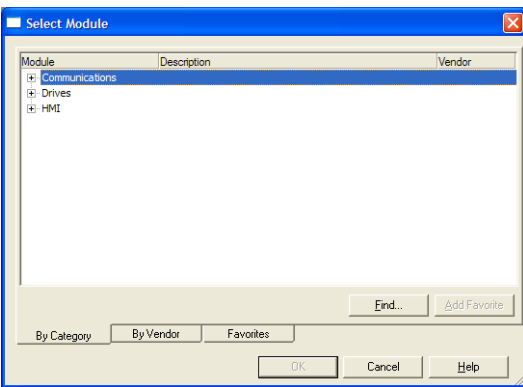 Select Module
Module Description Vendor
Communications
Drives
HMI
Find... Add Favorite
By Category By Vendor Favorites
OK Cancel Help